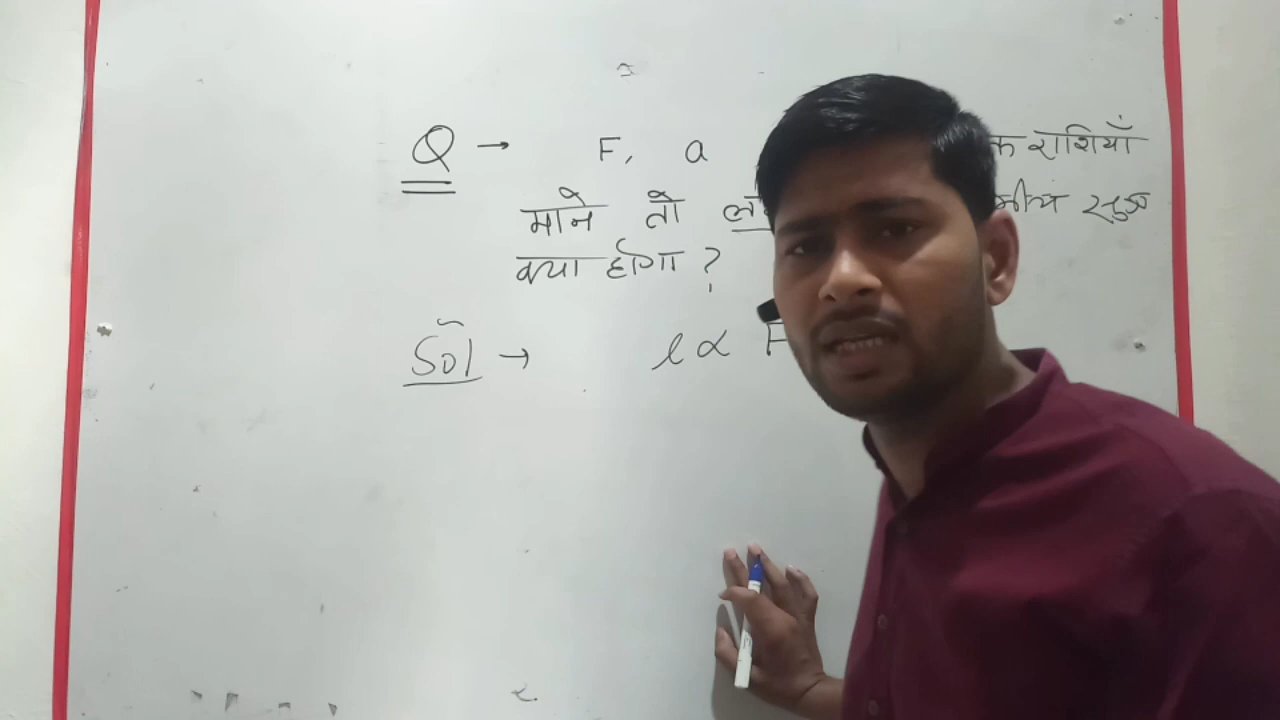 Q → F, a राशियाँ
माने तो
क्या होगा ?
Sol → l ∝ F